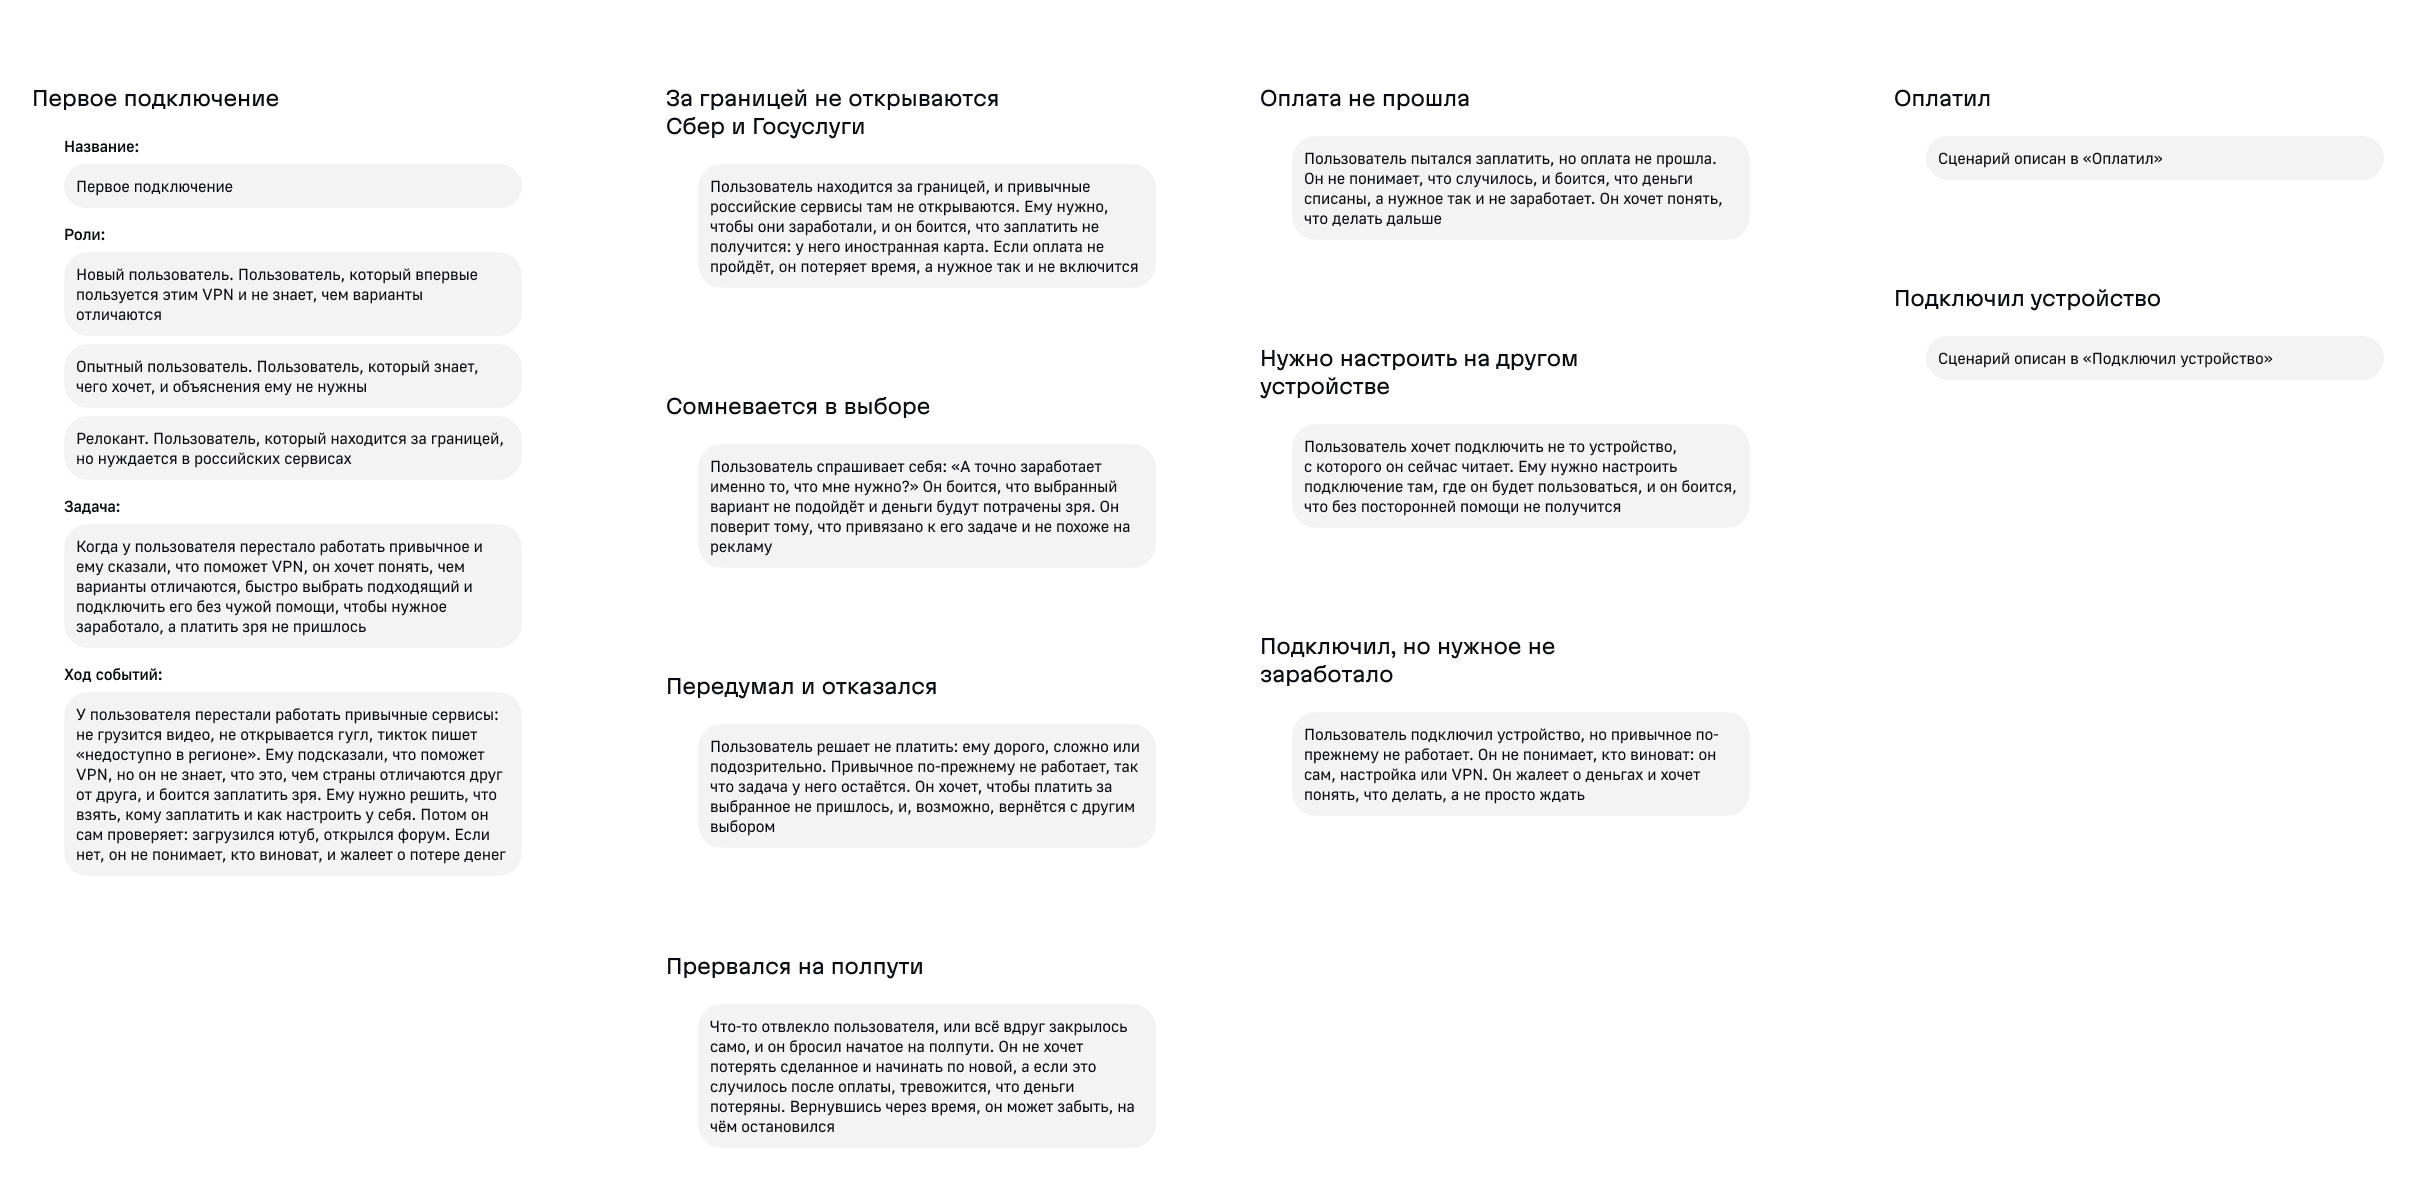 Первое подключение
Название:
Первое подключение
Роли:
Новый пользователь. Пользователь, который впервые
пользуется этим VPN и не знает, чем варианты
отличаются
Опытный пользователь. Пользователь, который знает,
чего хочет, и объяснения ему не нужны
Релокант. Пользователь, который находится за границей,
но нуждается в российских сервисах
Задача:
Когда у пользователя перестало работать привычное и
ему сказали, что поможет VPN, он хочет понять, чем
варианты отличаются, быстро выбрать подходящий и
подключить его без чужой помощи, чтобы нужное
заработало, а платить зря не пришлось
Ход событий:
У пользователя перестали работать привычные сервисы:
не грузится видео, не открывается гугл, тикток пишет
«недоступно в регионе». Ему подсказали, что поможет
VPN, но он не знает, что это, чем страны отличаются друг
от друга, и боится заплатить зря. Ему нужно решить, что
взять, кому заплатить и как настроить у себя. Потом он
сам проверяет: загрузился ютуб, открылся форум. Если
нет, он не понимает, кто виноват, и жалеет о потере денег
За границей не открываются
Сбер и Госуслуги
Пользователь находится за границей, и привычные
российские сервисы там не открываются. Ему нужно,
чтобы они заработали, и он боится, что заплатить не
получится: у него иностранная карта. Если оплата не
пройдёт, он потеряет время, а нужное так и не включится
Сомневается в выборе
Пользователь спрашивает себя: «А точно заработает
именно то, что мне нужно?» Он боится, что выбранный
вариант не подойдёт и деньги будут потрачены зря. Он
поверит тому, что привязано к его задаче и не похоже на
рекламу
Передумал и отказался
Пользователь решает не платить: ему дорого, сложно или
подозрительно. Привычное по-прежнему не работает, так
что задача у него остаётся. Он хочет, чтобы платить за
выбранное не пришлось, и, возможно, вернётся с другим
выбором
Прервался на полпути
Что-то отвлекло пользователя, или всё вдруг закрылось
само, и он бросил начатое на полпути. Он не хочет
потерять сделанное и начинать по новой, а если это
случилось после оплаты, тревожится, что деньги
потеряны. Вернувшись через время, он может забыть, на
чём остановился
Оплата не прошла
Пользователь пытался заплатить, но оплата не прошла.
Он не понимает, что случилось, и боится, что деньги
списаны, а нужное так и не заработает. Он хочет понять,
что делать дальше
Нужно настроить на другом
устройстве
Пользователь хочет подключить не то устройство,
с которого он сейчас читает. Ему нужно настроить
подключение там, где он будет пользоваться, и он боится,
что без посторонней помощи не получится
Подключил, но нужное не
заработало
Пользователь подключил устройство, но привычное по-
прежнему не работает. Он не понимает, кто виноват: он
сам, настройка или VPN. Он жалеет о деньгах и хочет
понять, что делать, а не просто ждать
Оплатил
Сценарий описан в «Оплатил»
Подключил устройство
Сценарий описан в «Подключил устройство»